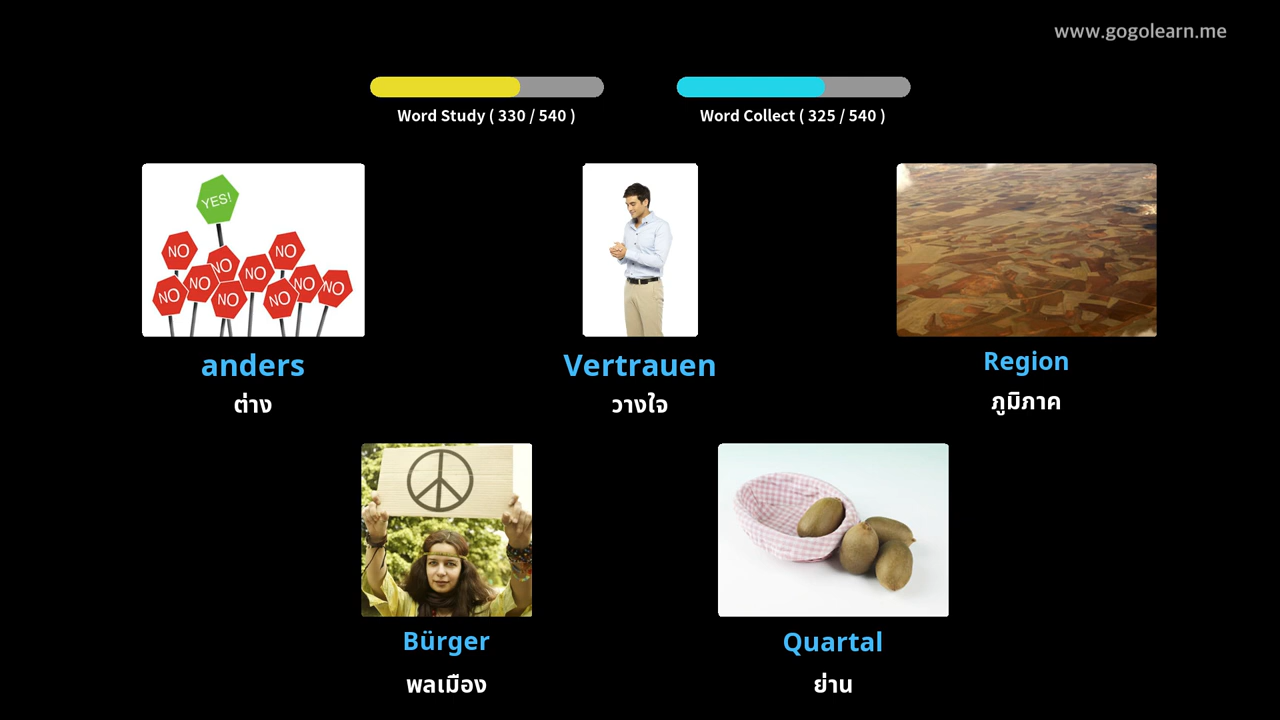 www.gogolearn.me
Word Study ( 330 / 540 )
Word Collect ( 325 / 540 )
YES!
NO
NO
NO
NO
NO
NO
NO
NO
NO
anders
ต่าง
Vertrauen
วางใจ
Region
ภูมิภาค
Bürger
พลเมือง
Quartal
ย่าน